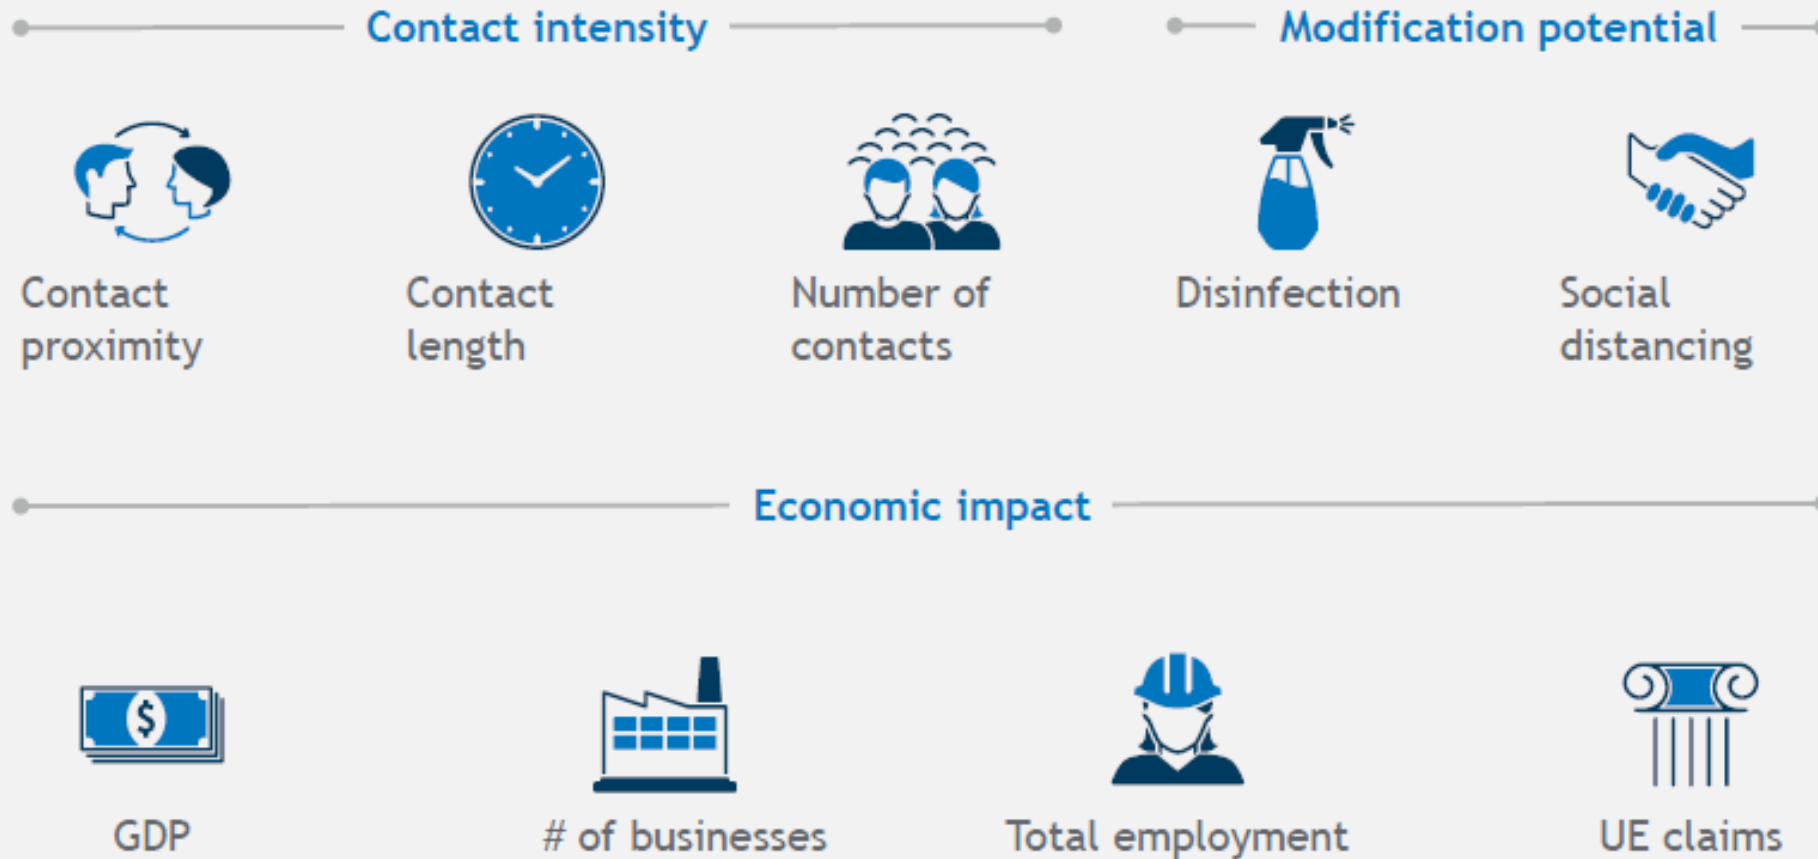 Contact intensity
Modification potential
Contact
proximity
Contact
length
Number of
contacts
Disinfection
Social
distancing
Economic impact
$
GDP
# of businesses
Total employment
UE claims